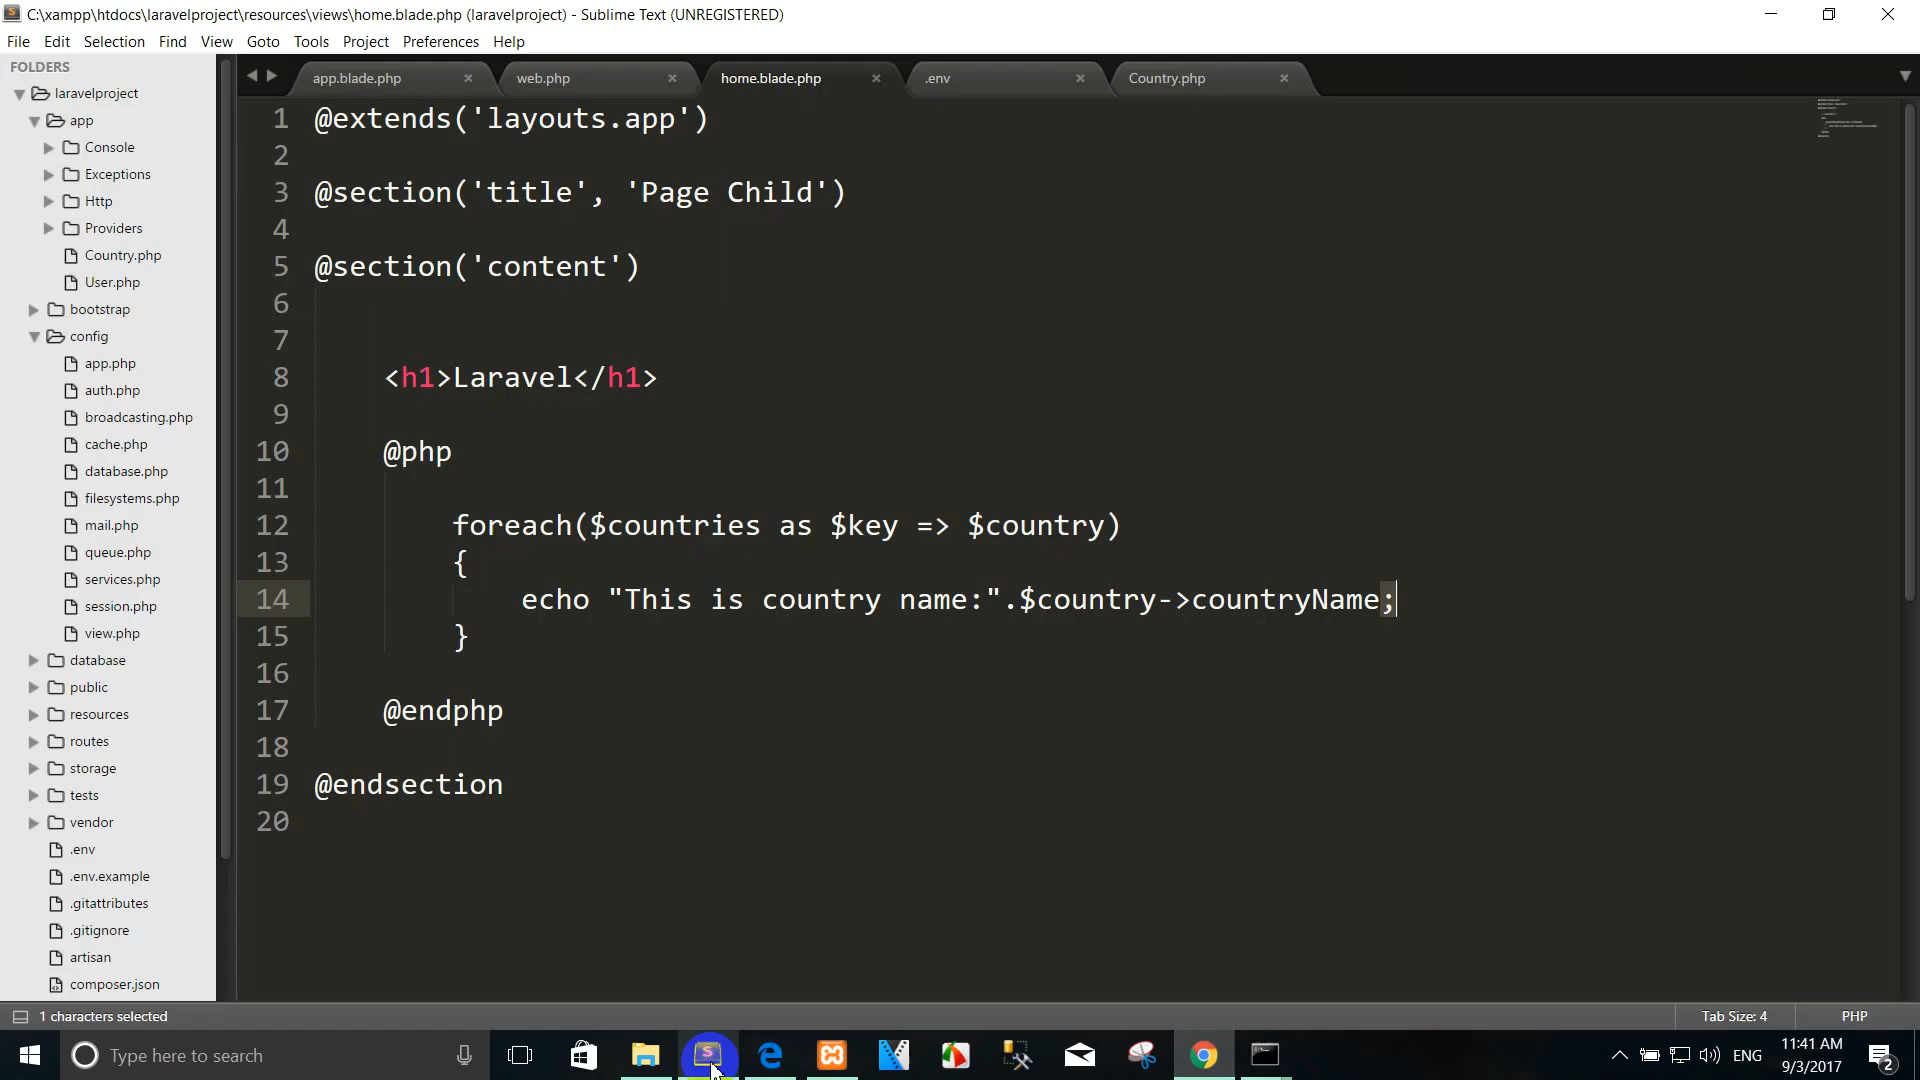 C:\xampp\htdocs\laravelproject\resources\views\home.blade.php (laravelproject) - Sublime Text (UNREGISTERED)
File Edit Selection Find View Goto Tools Project Preferences Help
FOLDERS
laravelproject
app
Console
Exceptions
Http
Providers
Country.php
User.php
bootstrap
config
app.php
auth.php
broadcasting.php
cache.php
database.php
filesystems.php
mail.php
queue.php
services.php
session.php
view.php
database
public
resources
routes
storage
tests
vendor
.env
.env.example
.gitattributes
.gitignore
artisan
composer.json
app.blade.php web.php home.blade.php .env Country.php
1 @extends('layouts.app')
2
3 @section('title', 'Page Child')
4
5 @section('content')
6
7
8 <h1>Laravel</h1>
9
10 @php
11
12 foreach($countries as $key => $country)
13 {
14 echo "This is country name:".$country->countryName;
15 }
16
17 @endphp
18
19 @endsection
20
1 characters selected Tab Size: 4 PHP
Type here to search
ENG 11:41 AM
9/3/2017
2